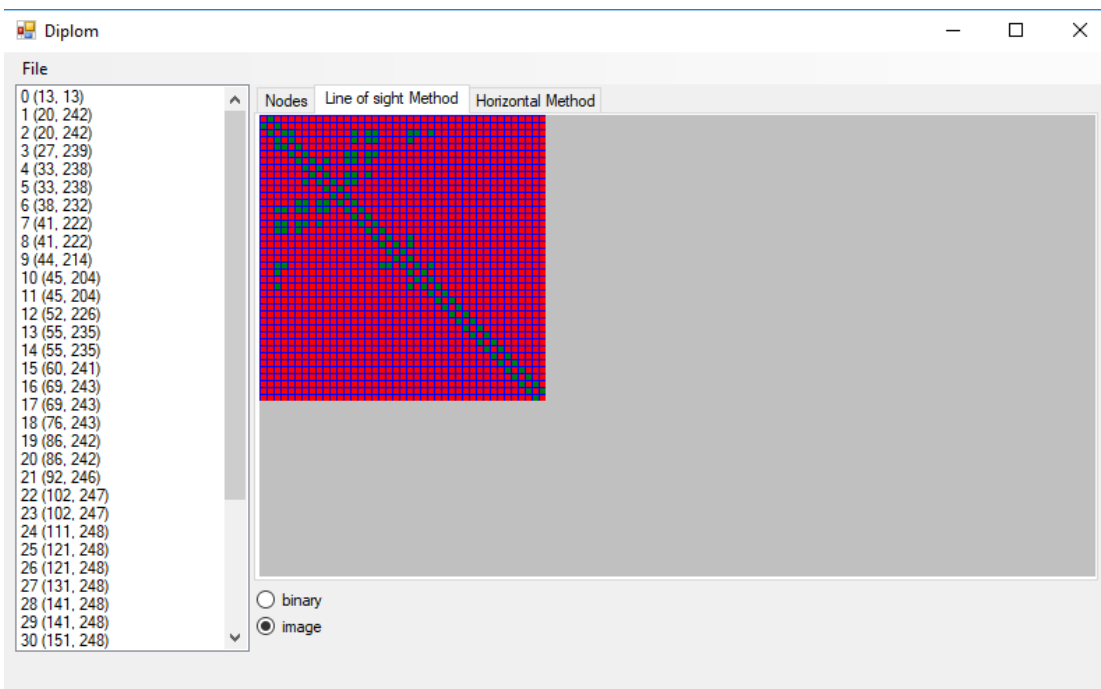 Diplom
File
0 (13, 13)
1 (20, 242)
2 (20, 242)
3 (27, 239)
4 (33, 238)
5 (33, 238)
6 (38, 232)
7 (41, 222)
8 (41, 222)
9 (44, 214)
10 (45, 204)
11 (45, 204)
12 (52, 226)
13 (55, 235)
14 (55, 235)
15 (60, 241)
16 (69, 243)
17 (69, 243)
18 (76, 243)
19 (86, 242)
20 (86, 242)
21 (92, 246)
22 (102, 247)
23 (102, 247)
24 (111, 248)
25 (121, 248)
26 (121, 248)
27 (131, 248)
28 (141, 248)
29 (141, 248)
30 (151, 248)
Nodes Line of sight Method Horizontal Method
binary
image